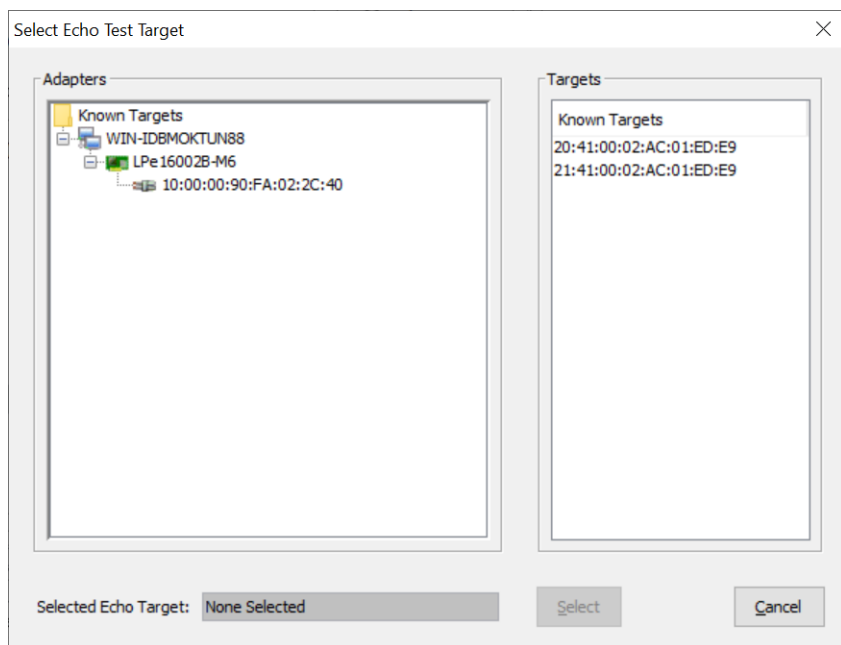 Select Echo Test Target
Adapters
Known Targets
WIN-IDBMOKTUN88
LPe16002B-M6
10:00:00:90:FA:02:2C:40
Targets
Known Targets
20:41:00:02:AC:01:ED:E9
21:41:00:02:AC:01:ED:E9
Selected Echo Target: None Selected
Select
Cancel